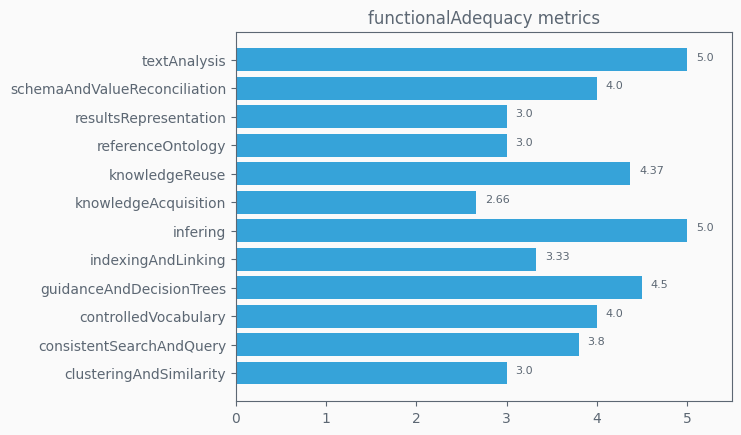 functionalAdequacy metrics
textAnalysis 5.0
schemaAndValueReconciliation 4.0
resultsRepresentation 3.0
referenceOntology 3.0
knowledgeReuse 4.37
knowledgeAcquisition 2.66
infering 5.0
indexingAndLinking 3.33
guidanceAndDecisionTrees 4.5
controlledVocabulary 4.0
consistentSearchAndQuery 3.8
clusteringAndSimilarity 3.0
0 1 2 3 4 5